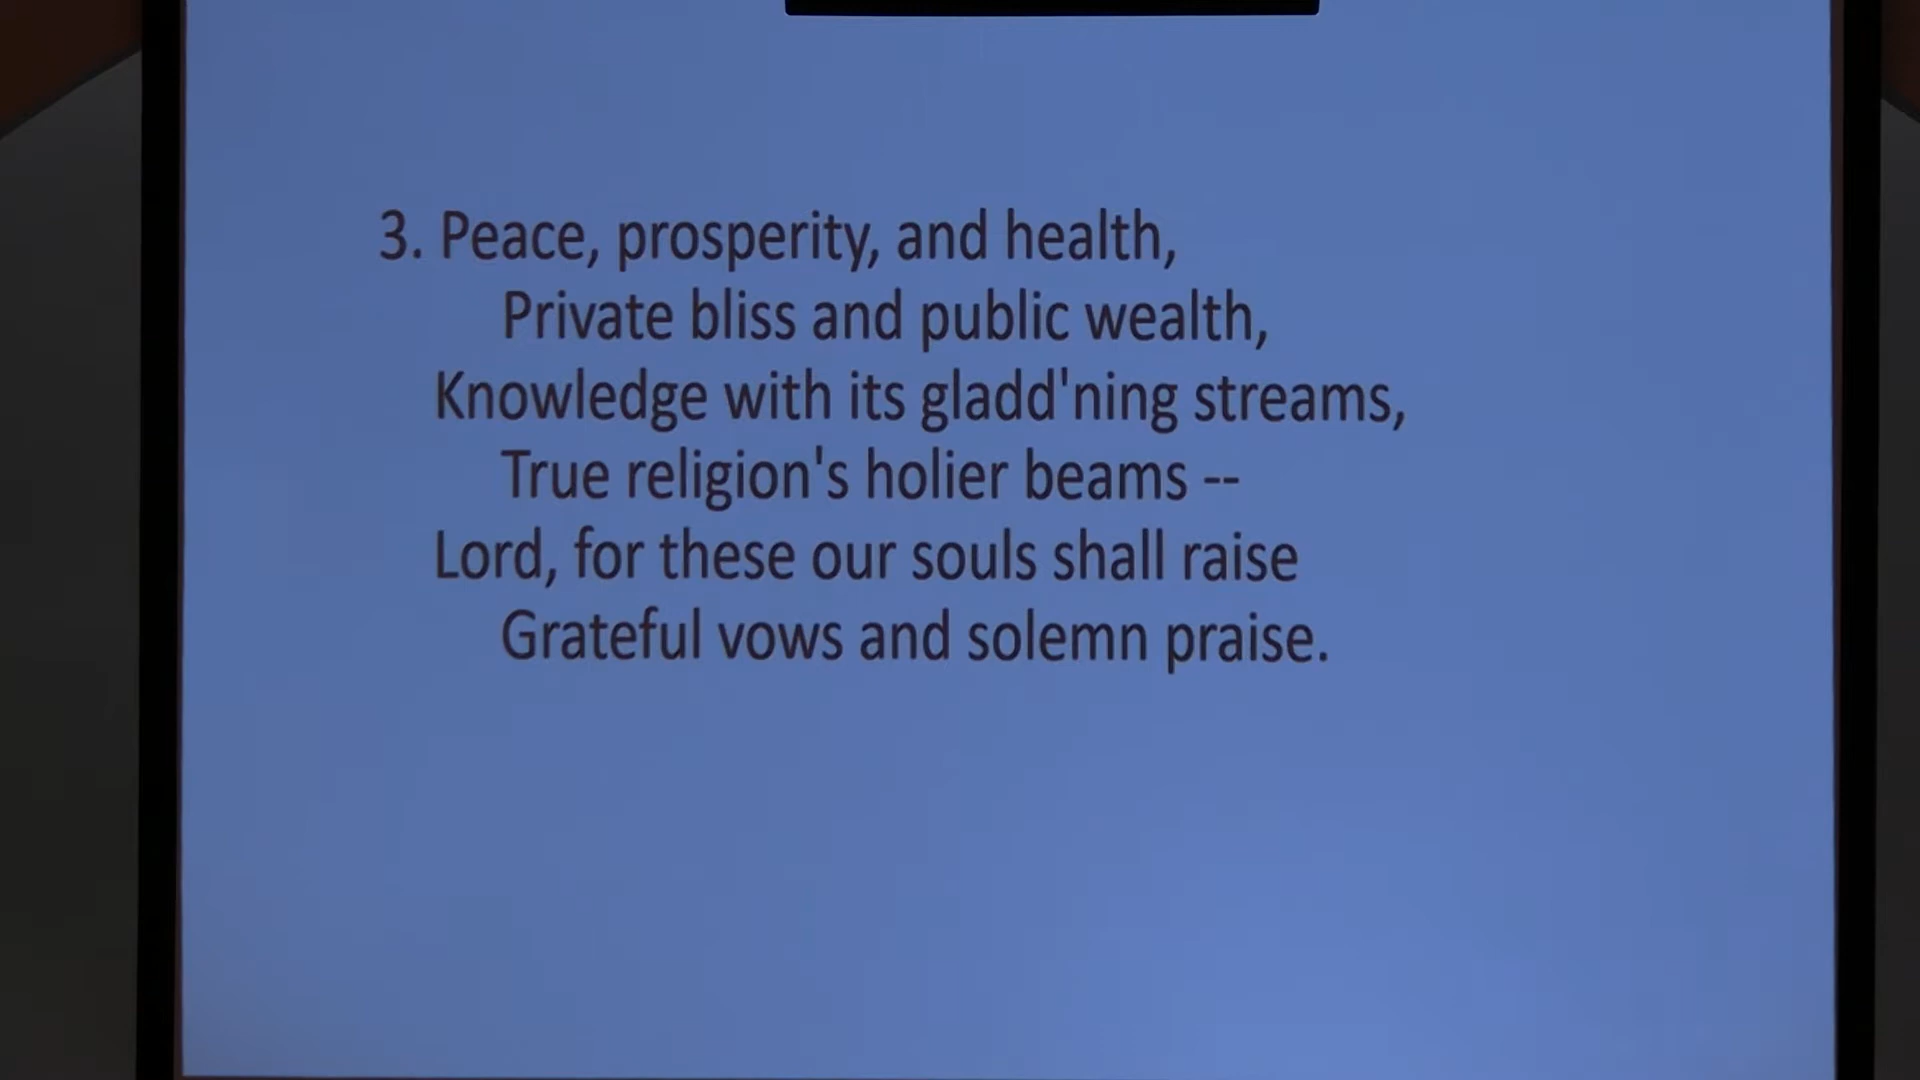 3. Peace, prosperity, and health,
Private bliss and public wealth,
Knowledge with its gladd'ning streams,
True religion's holier beams --
Lord, for these our souls shall raise
Grateful vows and solemn praise.